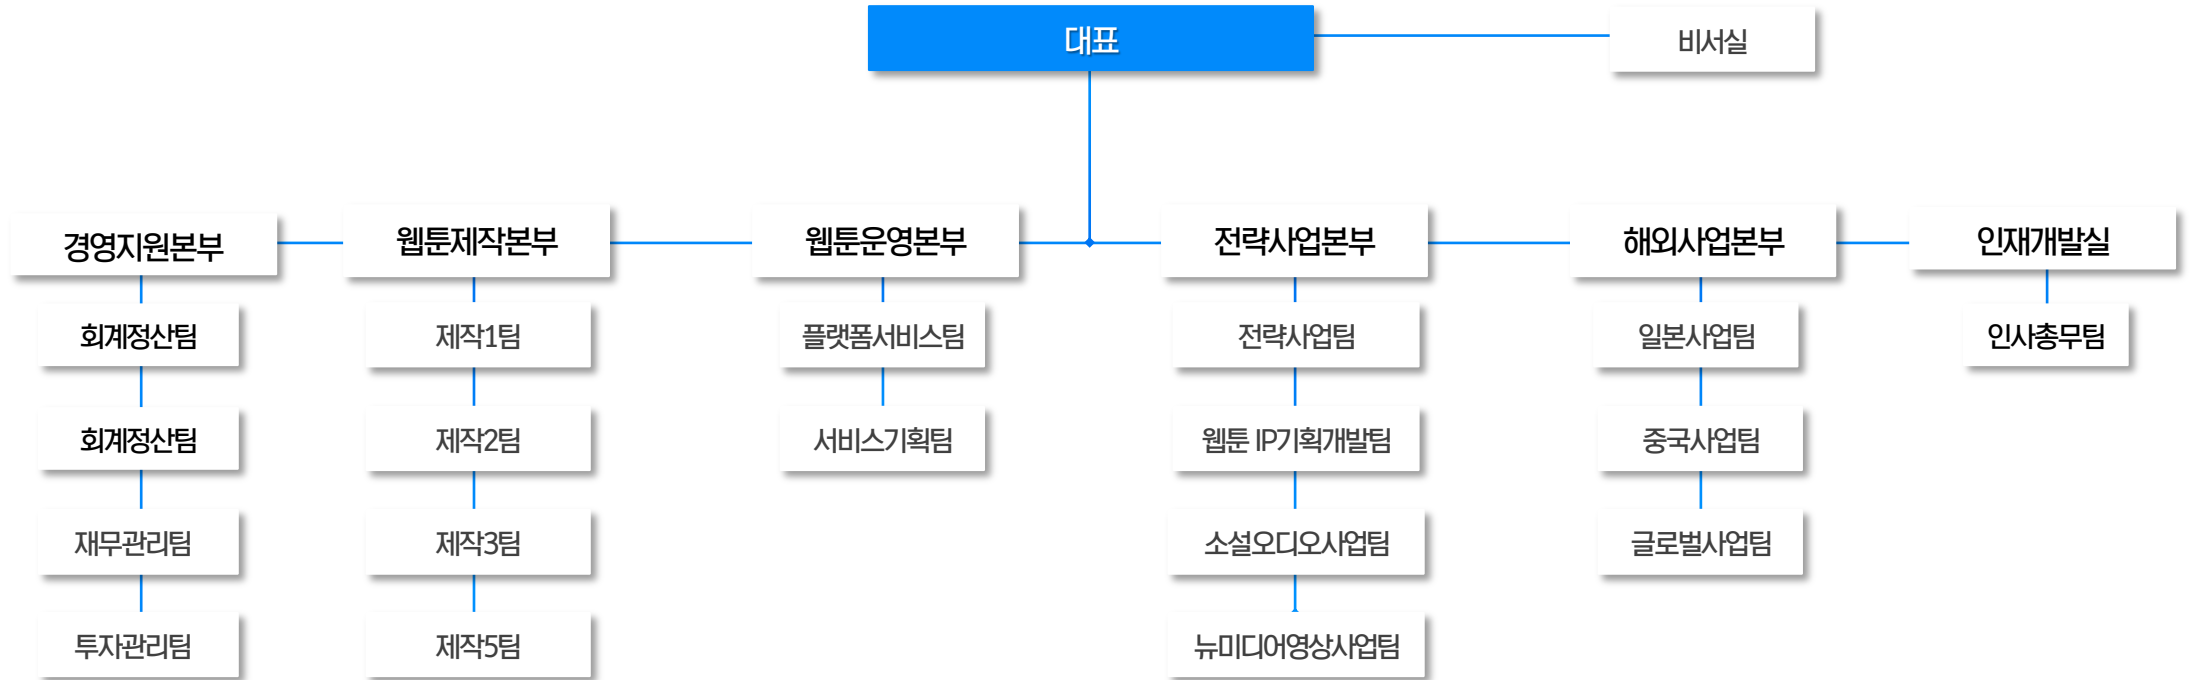 대표
비서실
경영지원본부
웹툰제작본부
웹툰운영본부
전략사업본부
해외사업본부
인재개발실
회계정산팀
제작1팀
플랫폼서비스팀
전략사업팀
일본사업팀
인사총무팀
회계정산팀
제작2팀
서비스기획팀
웹툰 IP기획개발팀
중국사업팀
재무관리팀
제작3팀
소설오디오사업팀
글로벌사업팀
투자관리팀
제작5팀
뉴미디어영상사업팀